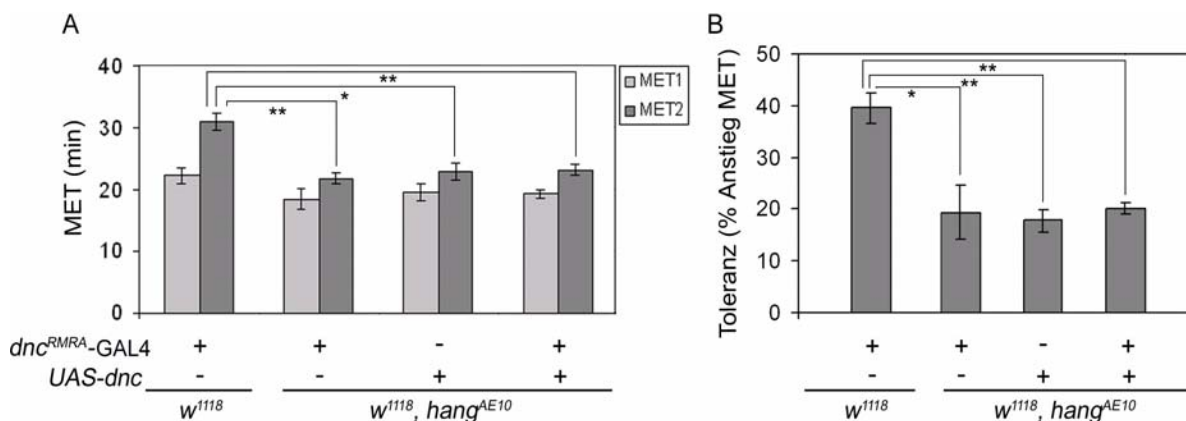 A
MET (min)
40
30
20
10
0
MET1
MET2
**
**
*
**
dnc^RMRA-GAL4 + + - +
UAS-dnc - - + +
w^1118 w^1118, hang^AE10
B
Toleranz (% Anstieg MET)
50
40
30
20
10
0
**
**
*
+ + - +
- - + +
w^1118 w^1118, hang^AE10